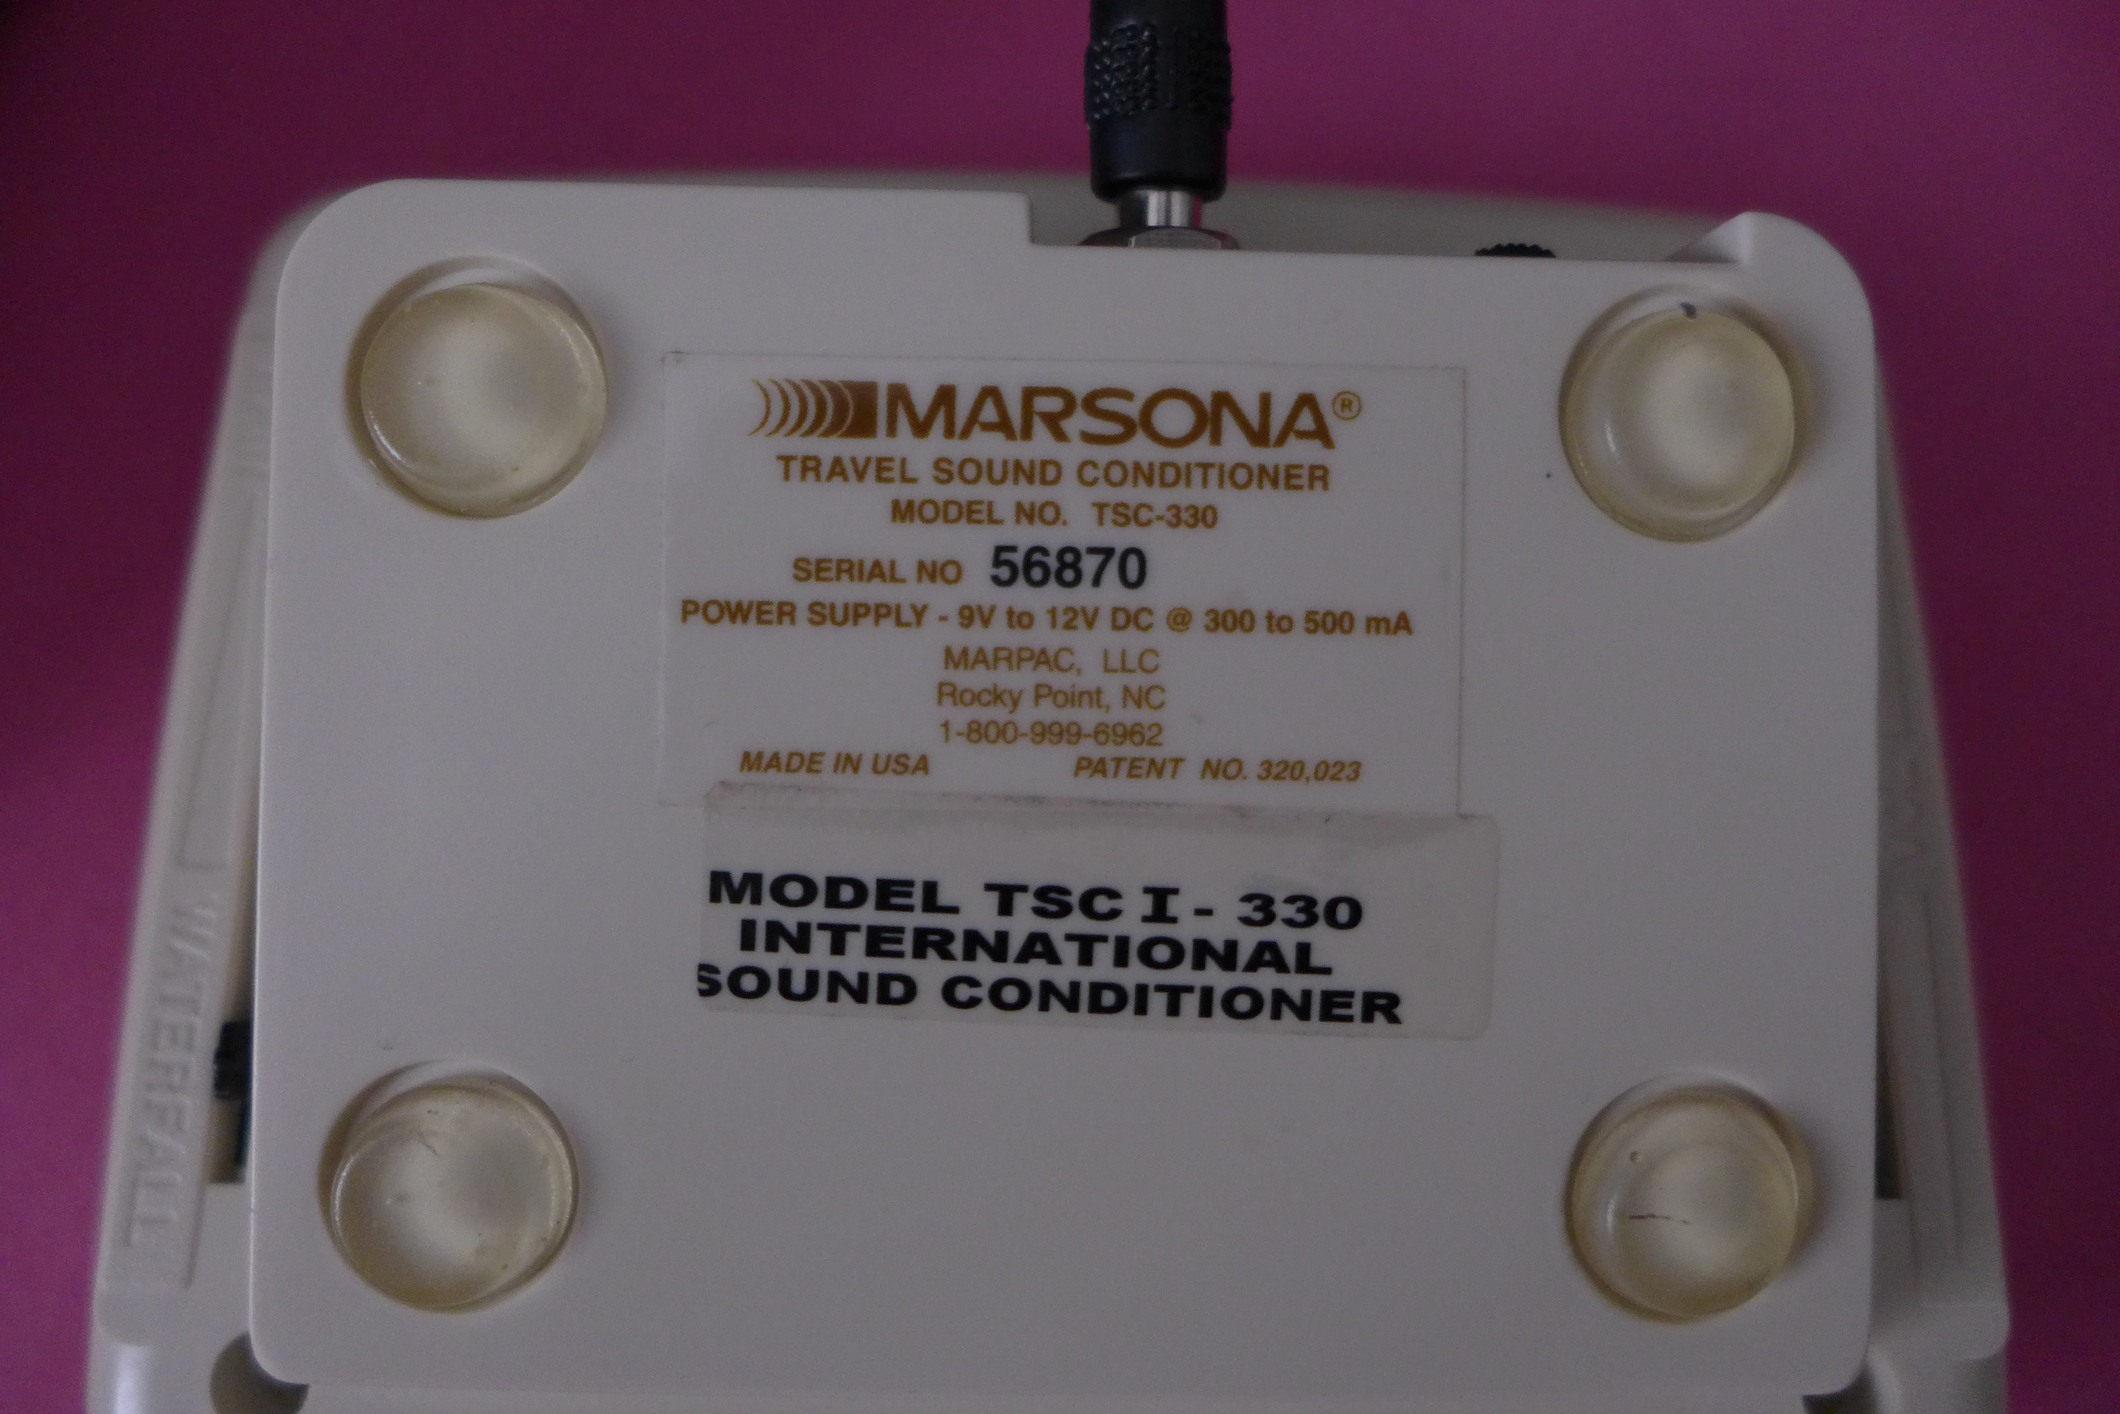 MARSONA®
TRAVEL SOUND CONDITIONER
MODEL NO. TSC-330
SERIAL NO 56870
POWER SUPPLY - 9V to 12V DC @ 300 to 500 mA
MARPAC, LLC
Rocky Point, NC
1-800-999-6962
MADE IN USA PATENT NO. 320,023
MODEL TSC I - 330
INTERNATIONAL
SOUND CONDITIONER
WATERFALL